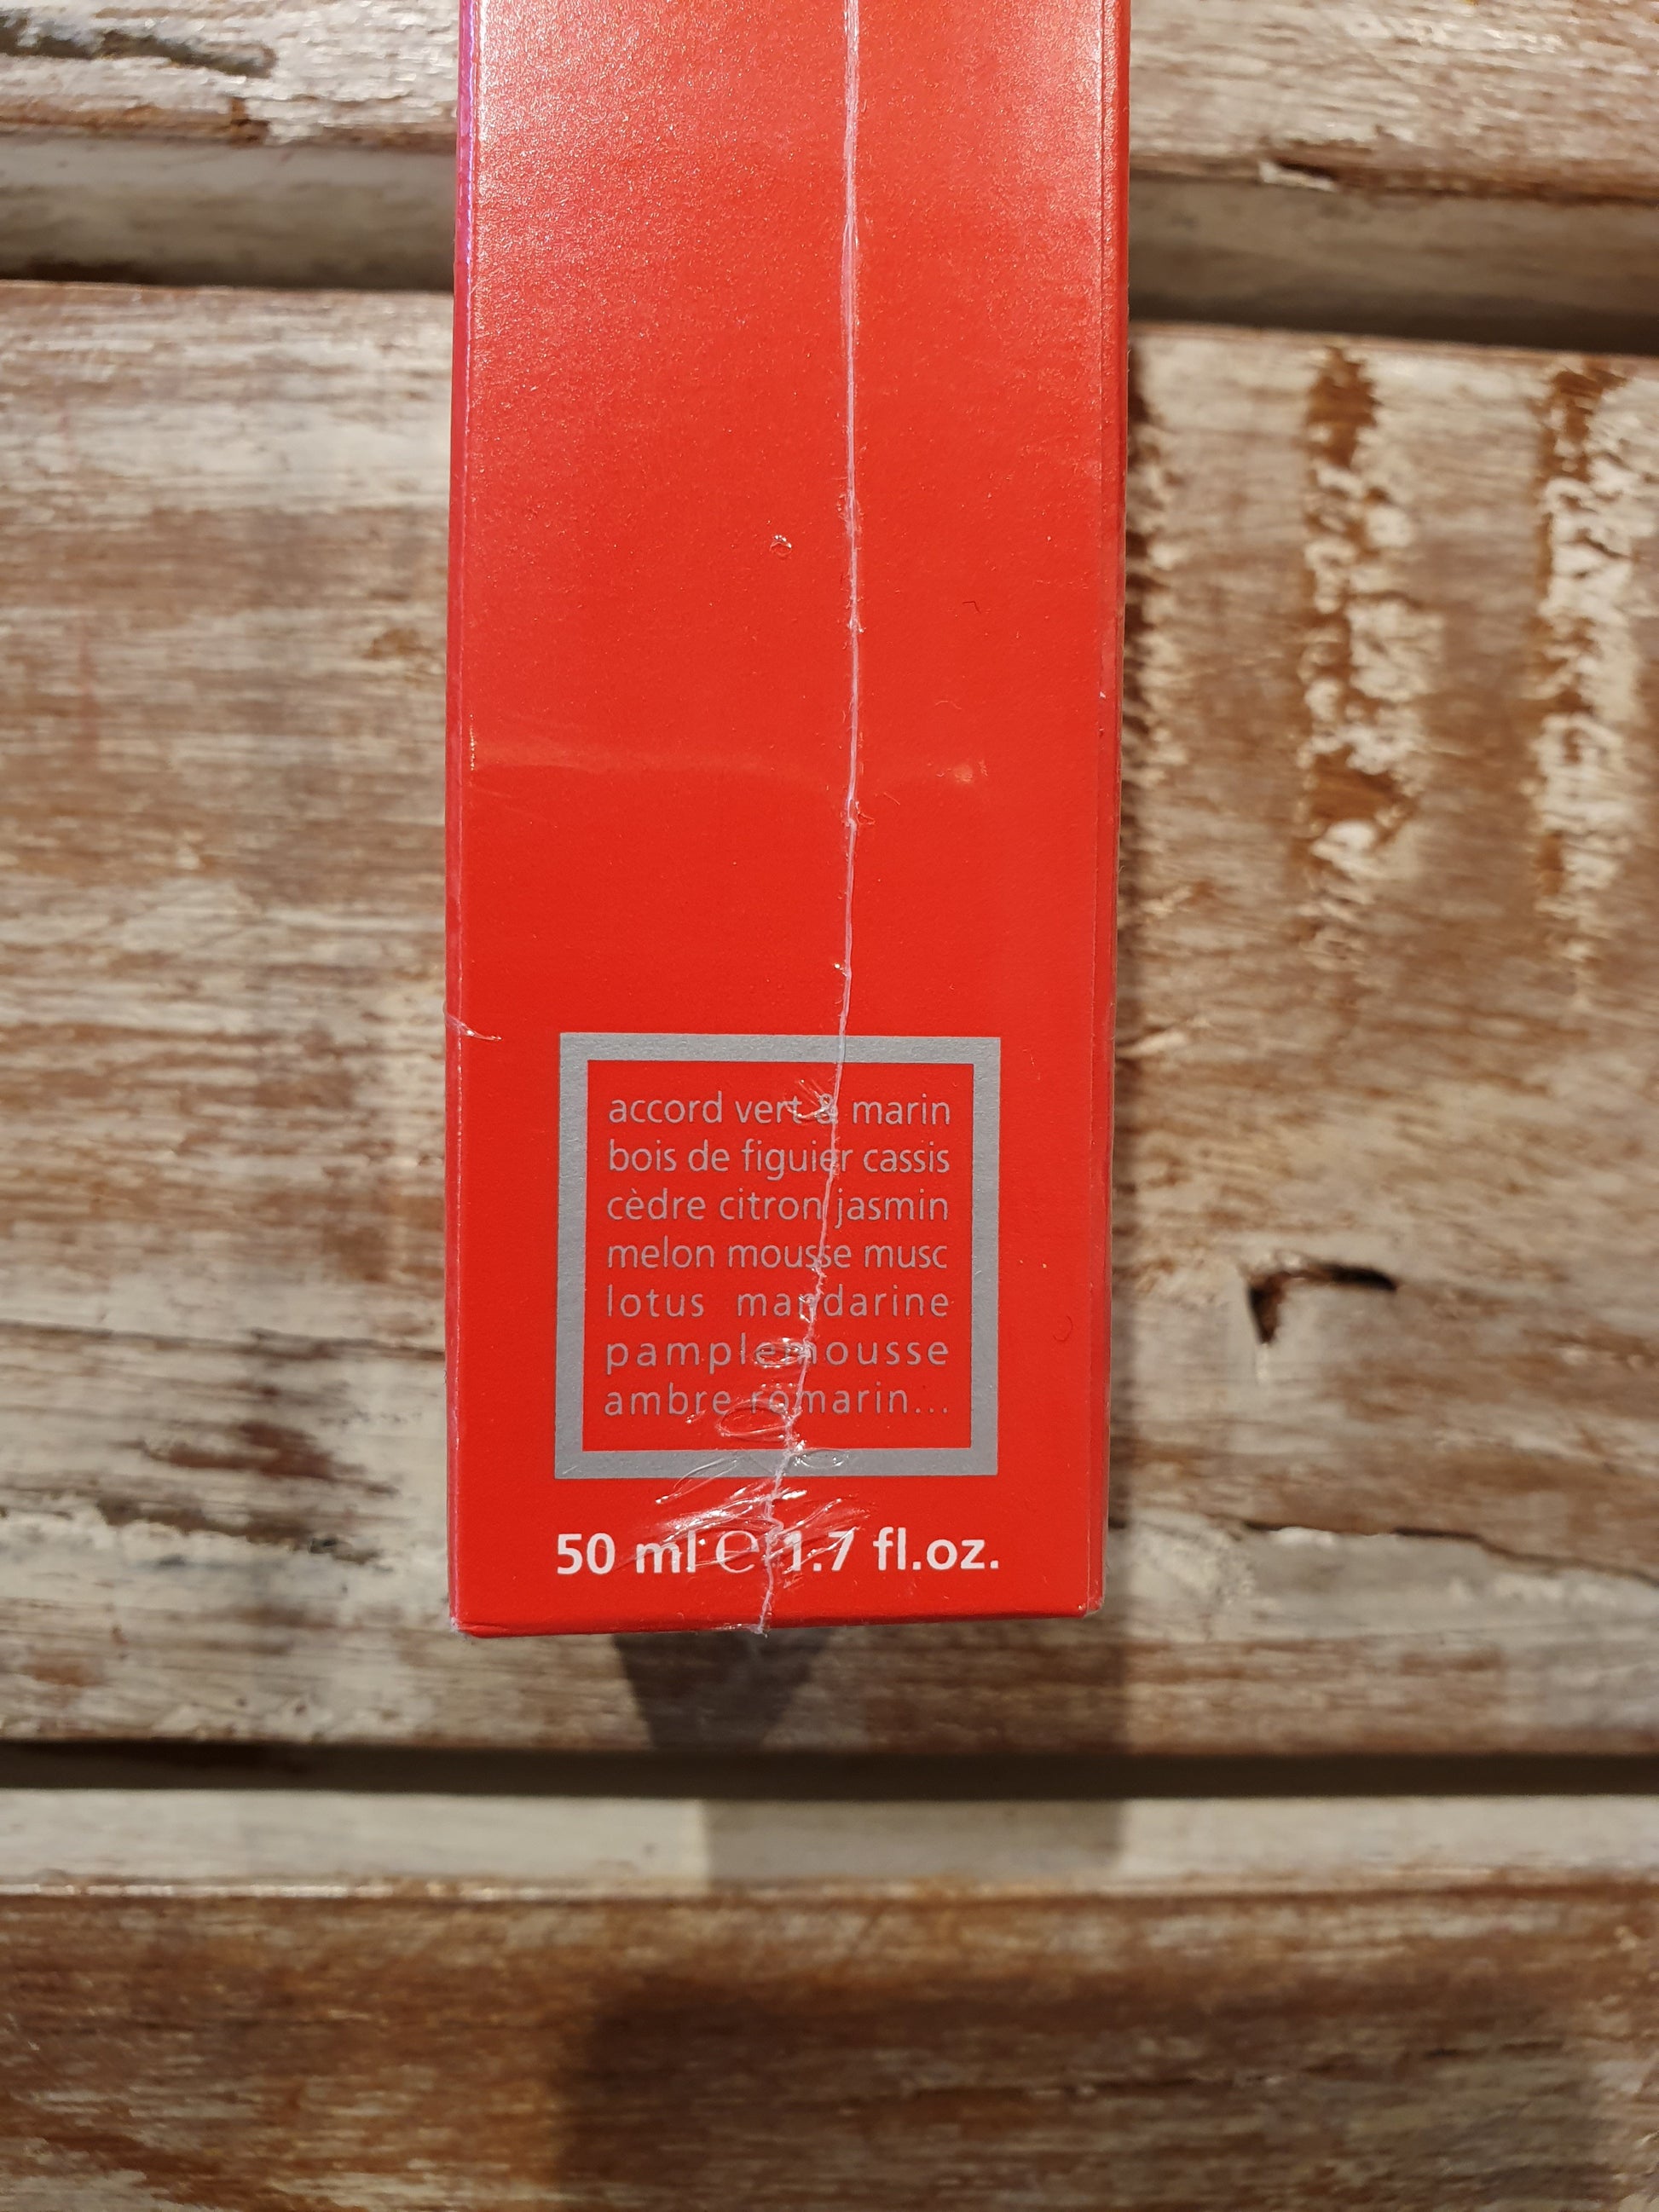 accord vert & marin
bois de figuier cassis
cèdre citron jasmin
melon mousse musc
lotus mandarine
pamplemousse
ambre romarin...
50 ml ℮ 1.7 fl.oz.